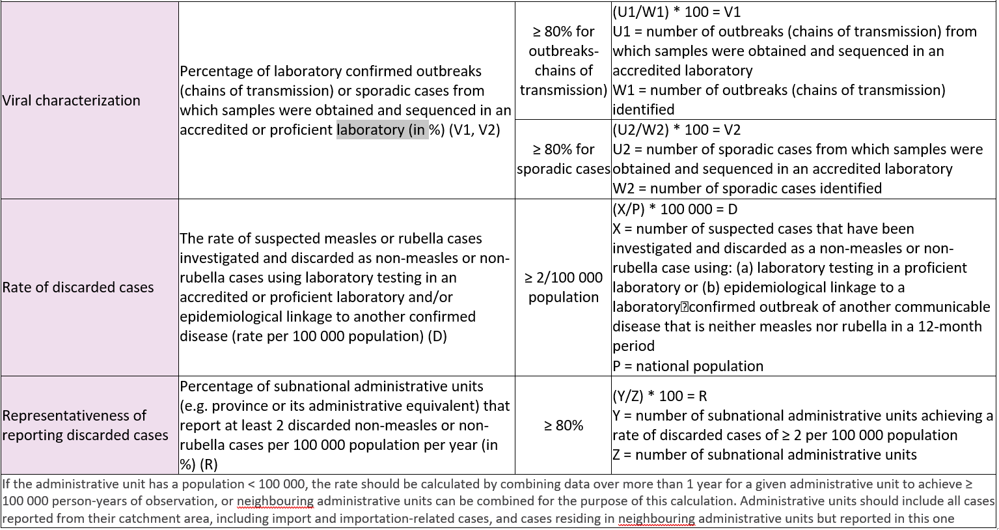 Viral characterization
Percentage of laboratory confirmed outbreaks
(chains of transmission) or sporadic cases from
which samples were obtained and sequenced in an
accredited or proficient laboratory (in %) (V1, V2)
≥ 80% for
outbreaks-
chains of
transmission)
(U1/W1) * 100 = V1
U1 = number of outbreaks (chains of transmission) from
which samples were obtained and sequenced in an
accredited laboratory
W1 = number of outbreaks (chains of transmission)
identified
≥ 80% for
sporadic cases
(U2/W2) * 100 = V2
U2 = number of sporadic cases from which samples were
obtained and sequenced in an accredited laboratory
W2 = number of sporadic cases identified
Rate of discarded cases
The rate of suspected measles or rubella cases
investigated and discarded as non-measles or non-
rubella cases using laboratory testing in an
accredited or proficient laboratory and/or
epidemiological linkage to another confirmed
disease (rate per 100 000 population) (D)
≥ 2/100 000
population
(X/P) * 100 000 = D
X = number of suspected cases that have been
investigated and discarded as a non-measles or non-
rubella case using: (a) laboratory testing in a proficient
laboratory or (b) epidemiological linkage to a
laboratory⍰confirmed outbreak of another communicable
disease that is neither measles nor rubella in a 12-month
period
P = national population
Representativeness of
reporting discarded cases
Percentage of subnational administrative units
(e.g. province or its administrative equivalent) that
report at least 2 discarded non-measles or non-
rubella cases per 100 000 population per year (in
%) (R)
≥ 80%
(Y/Z) * 100 = R
Y = number of subnational administrative units achieving a
rate of discarded cases of ≥ 2 per 100 000 population
Z = number of subnational administrative units
If the administrative unit has a population < 100 000, the rate should be calculated by combining data over more than 1 year for a given administrative unit to achieve ≥
100 000 person-years of observation, or neighbouring administrative units can be combined for the purpose of this calculation. Administrative units should include all cases
reported from their catchment area, including import and importation-related cases, and cases residing in neighbouring administrative units but reported in this one